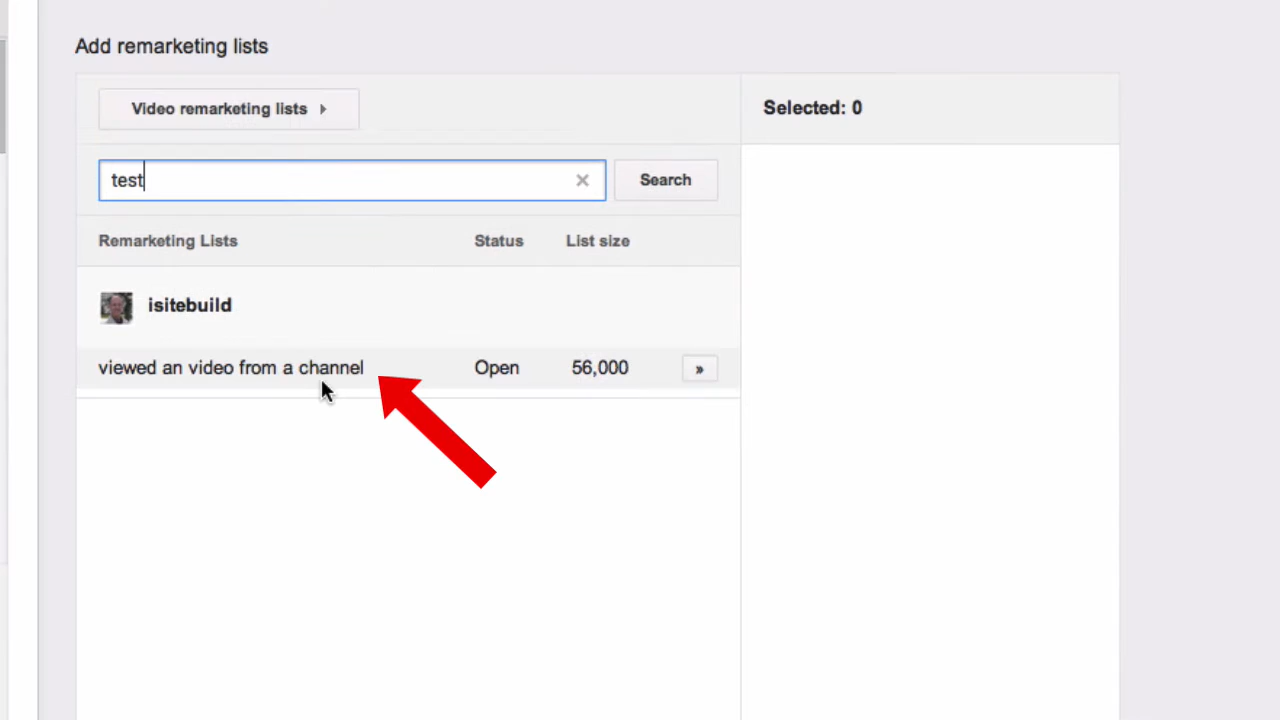 Add remarketing lists
Video remarketing lists
Selected: 0
test
Search
Remarketing Lists Status List size
isitebuild
viewed an video from a channel Open 56,000 »